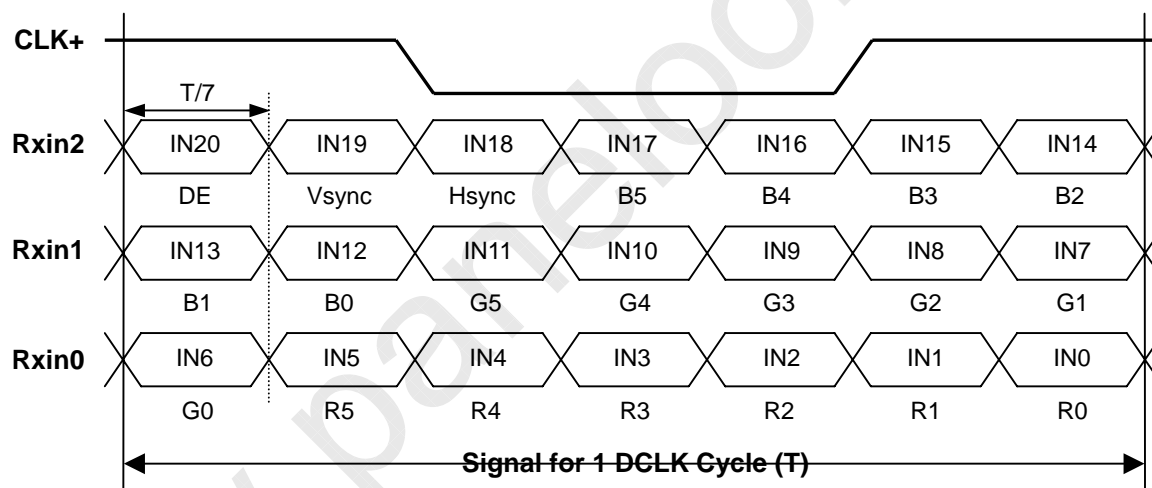 CLK+
T/7
Rxin2 IN20 IN19 IN18 IN17 IN16 IN15 IN14
DE Vsync Hsync B5 B4 B3 B2
Rxin1 IN13 IN12 IN11 IN10 IN9 IN8 IN7
B1 B0 G5 G4 G3 G2 G1
Rxin0 IN6 IN5 IN4 IN3 IN2 IN1 IN0
G0 R5 R4 R3 R2 R1 R0
Signal for 1 DCLK Cycle (T)
paneloo